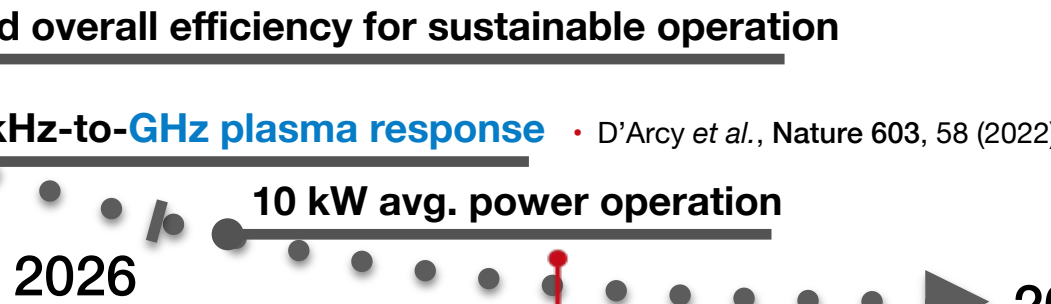 d overall efficiency for sustainable operation
kHz-to-GHz plasma response • D'Arcy et al., Nature 603, 58 (2022)
10 kW avg. power operation
2026